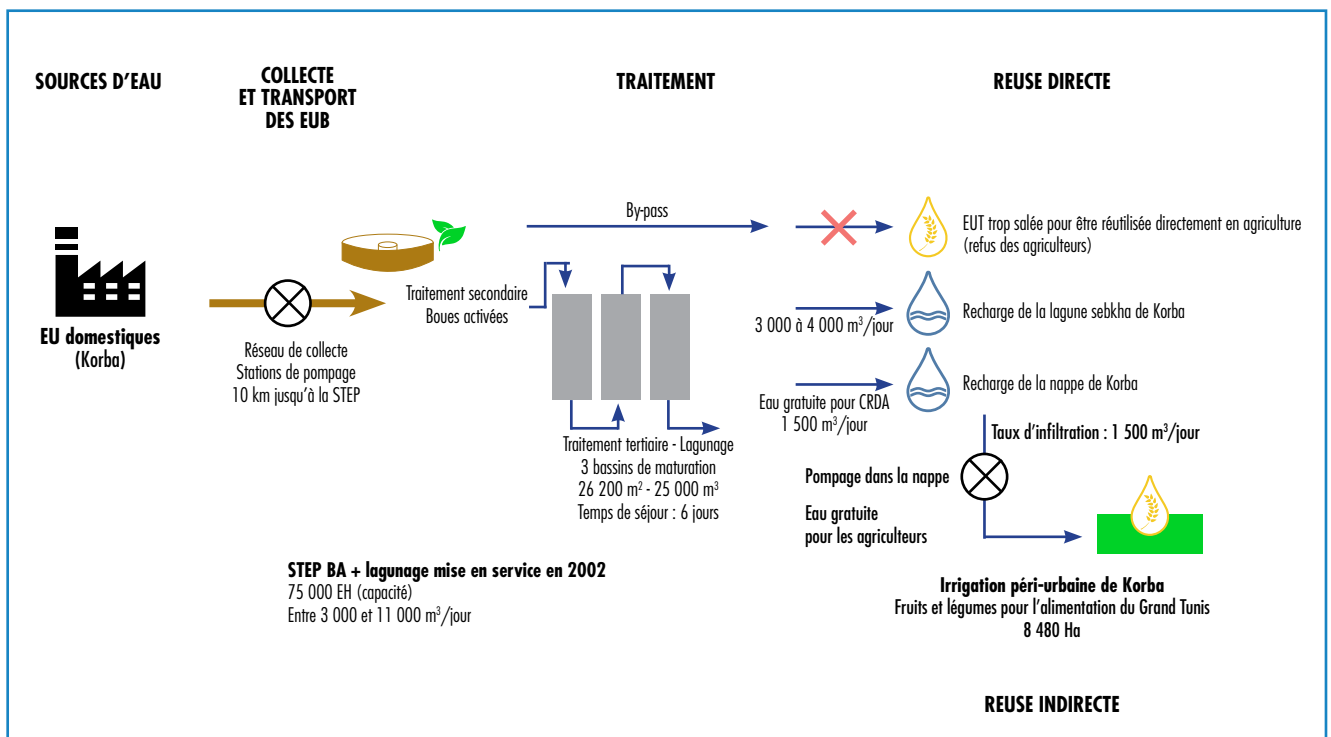 SOURCES D’EAU
COLLECTE
ET TRANSPORT
DES EUB
TRAITEMENT
REUSE DIRECTE
EU domestiques
(Korba)
Réseau de collecte
Stations de pompage
10 km jusqu’à la STEP
Traitement secondaire
Boues activées
By-pass
Traitement tertiaire - Lagunage
3 bassins de maturation
26 200 m² - 25 000 m³
Temps de séjour : 6 jours
STEP BA + lagunage mise en service en 2002
75 000 EH (capacité)
Entre 3 000 et 11 000 m³/jour
EUT trop salée pour être réutilisée directement en agriculture
(refus des agriculteurs)
3 000 à 4 000 m³/jour
Recharge de la lagune sebkha de Korba
Eau gratuite pour CRDA
1 500 m³/jour
Recharge de la nappe de Korba
Taux d’infiltration : 1 500 m³/jour
Pompage dans la nappe
Eau gratuite
pour les agriculteurs
Irrigation péri-urbaine de Korba
Fruits et légumes pour l’alimentation du Grand Tunis
8 480 Ha
REUSE INDIRECTE